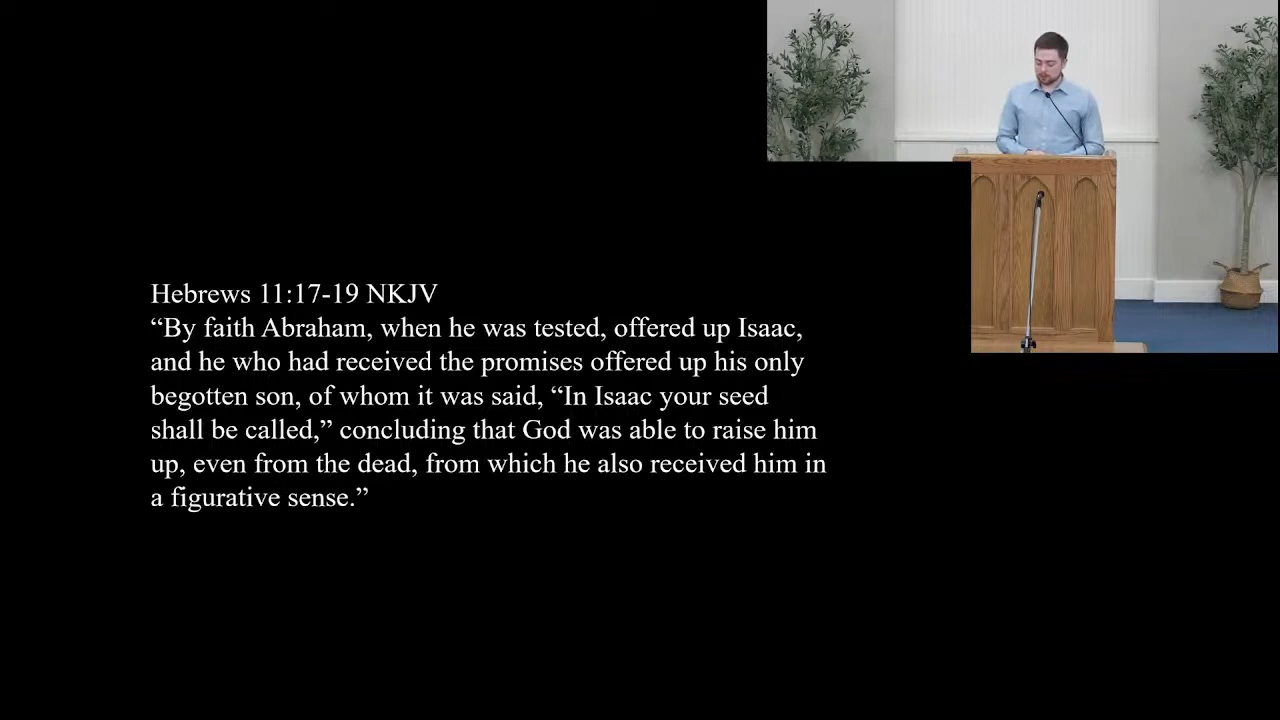 Hebrews 11:17-19 NKJV
“By faith Abraham, when he was tested, offered up Isaac,
and he who had received the promises offered up his only
begotten son, of whom it was said, “In Isaac your seed
shall be called,” concluding that God was able to raise him
up, even from the dead, from which he also received him in
a figurative sense.”